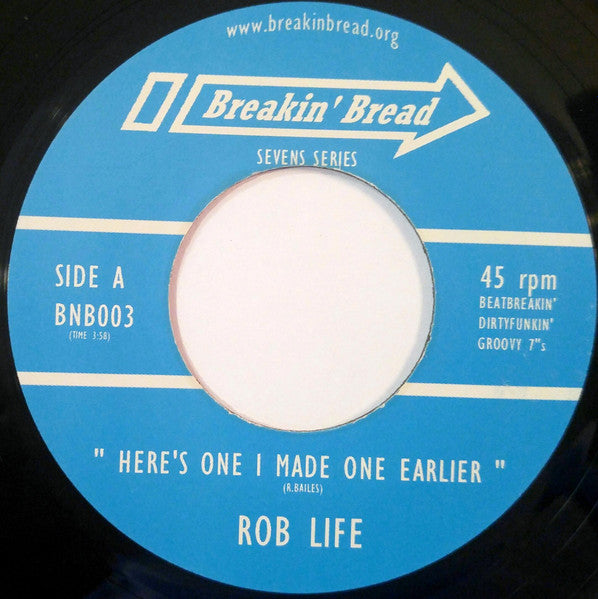 www.breakinbread.org
Breakin' Bread
SEVENS SERIES
SIDE A
BNB003
(TIME 3:58)
45 rpm
BEATBREAKIN'
DIRTYFUNKIN'
GROOVY 7"s
" HERE'S ONE I MADE ONE EARLIER "
(R.BAILES)
ROB LIFE